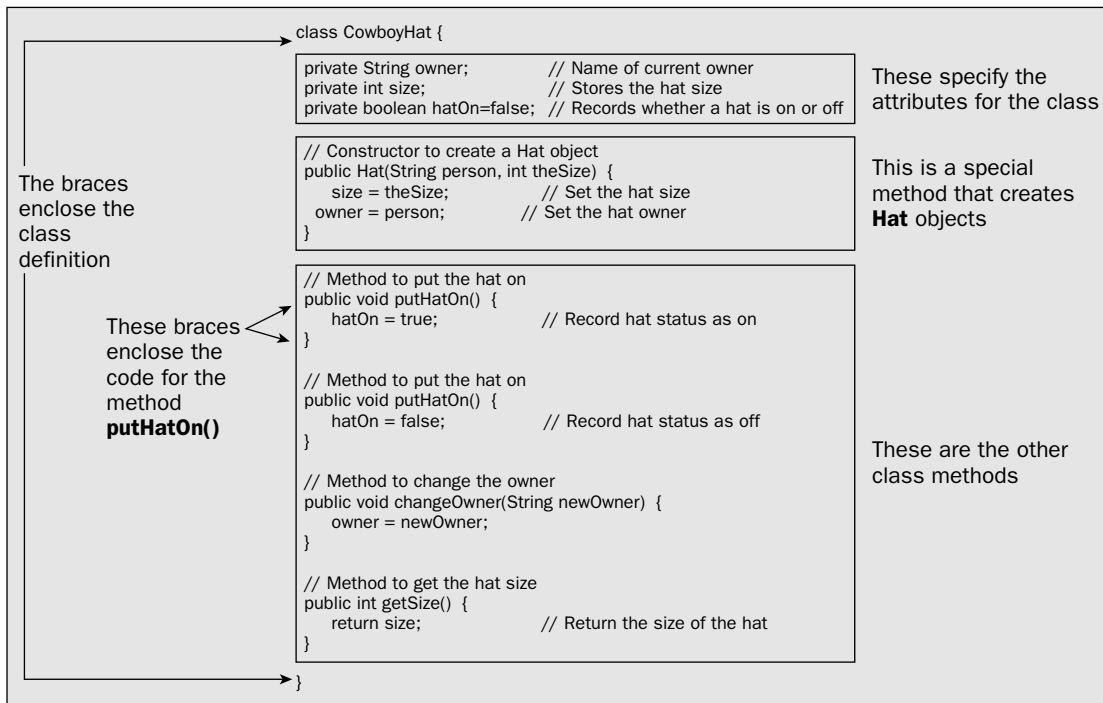 class CowboyHat {
private String owner; // Name of current owner
private int size; // Stores the hat size
private boolean hatOn=false; // Records whether a hat is on or off
These specify the
attributes for the class
// Constructor to create a Hat object
public Hat(String person, int theSize) {
size = theSize; // Set the hat size
owner = person; // Set the hat owner
}
This is a special
method that creates
Hat objects
The braces
enclose the
class
definition
// Method to put the hat on
public void putHatOn() {
hatOn = true; // Record hat status as on
}
These braces
enclose the
code for the
method
putHatOn()
// Method to put the hat on
public void putHatOn() {
hatOn = false; // Record hat status as off
}
// Method to change the owner
public void changeOwner(String newOwner) {
owner = newOwner;
}
// Method to get the hat size
public int getSize() {
return size; // Return the size of the hat
}
These are the other
class methods
}